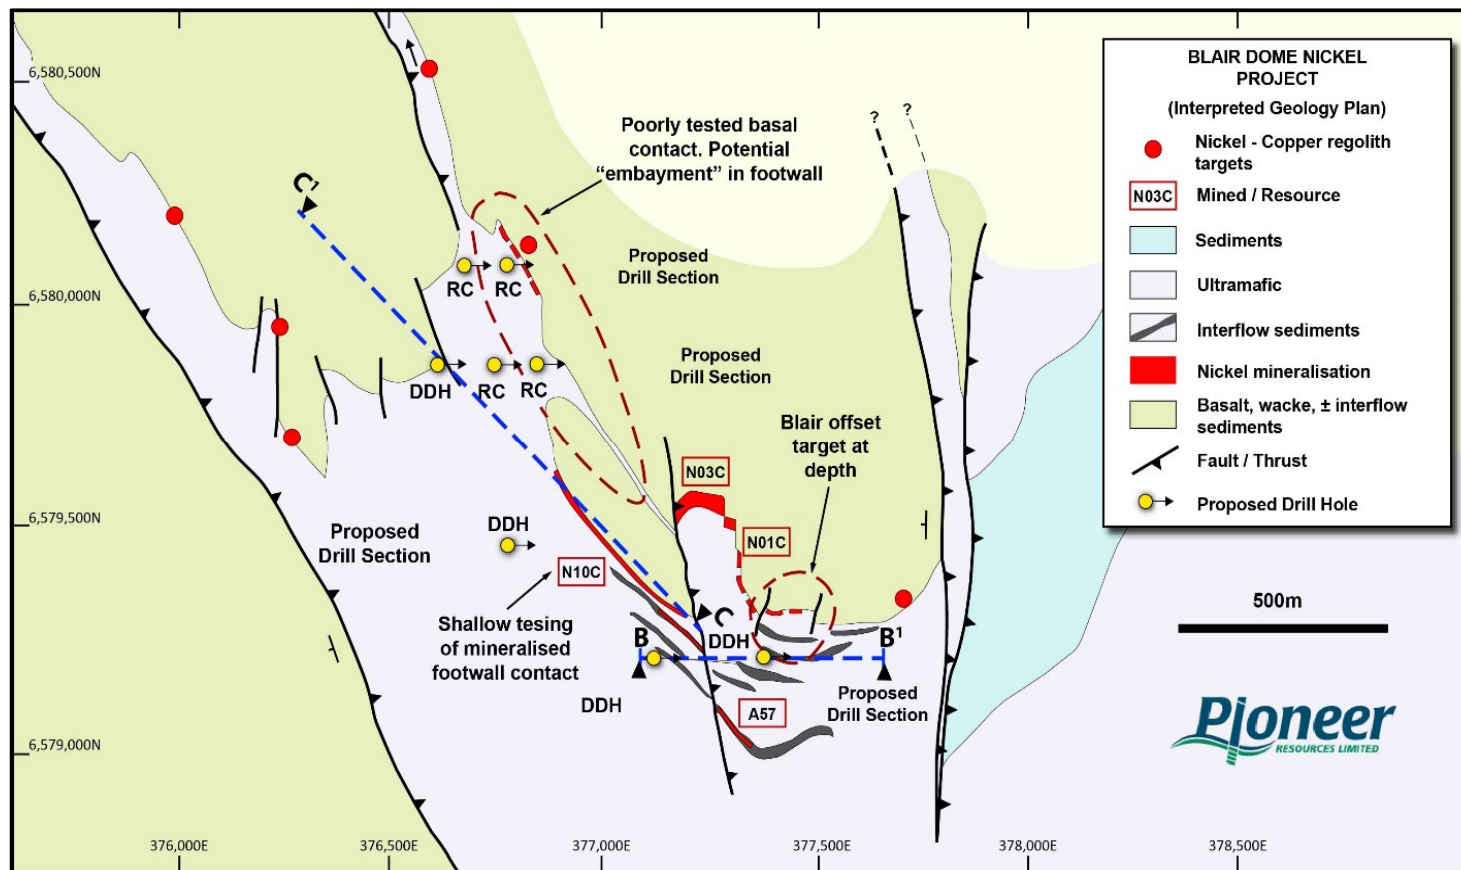 6,580,500N
6,580,000N
6,579,500N
6,579,000N
376,000E
376,500E
377,000E
377,500E
378,000E
378,500E
C¹
Poorly tested basal
contact. Potential
“embayment” in footwall
?
?
RC
RC
Proposed
Drill Section
DDH
RC
RC
Proposed
Drill Section
Blair offset
target at
depth
N03C
N01C
Proposed
Drill Section
DDH
N10C
Shallow tesing
of mineralised
footwall contact
C
B
DDH
B¹
DDH
A57
Proposed
Drill Section
BLAIR DOME NICKEL
PROJECT
(Interpreted Geology Plan)
Nickel - Copper regolith
targets
N03C
Mined / Resource
Sediments
Ultramafic
Interflow sediments
Nickel mineralisation
Basalt, wacke, ± interflow
sediments
Fault / Thrust
Proposed Drill Hole
500m
Pioneer
RESOURCES LIMITED